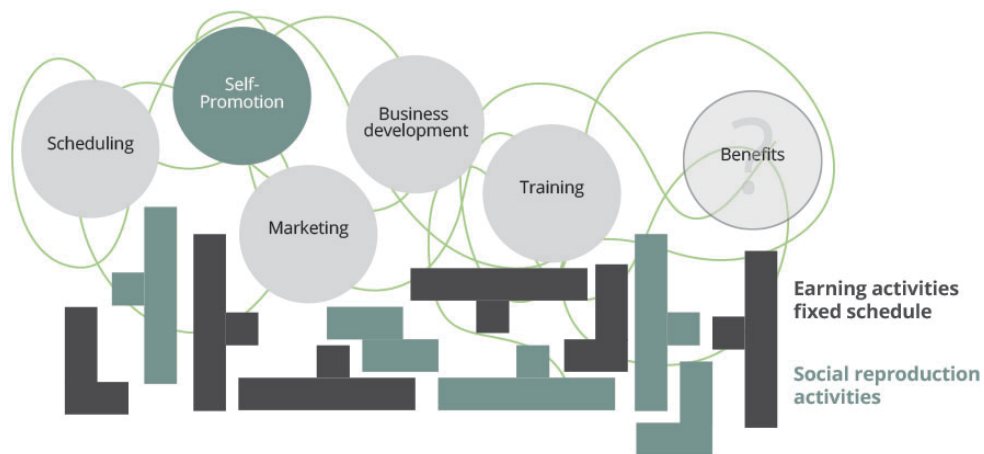 Scheduling
Self-
Promotion
Business
development
Marketing
Training
?
Benefits
Earning activities
fixed schedule
Social reproduction
activities